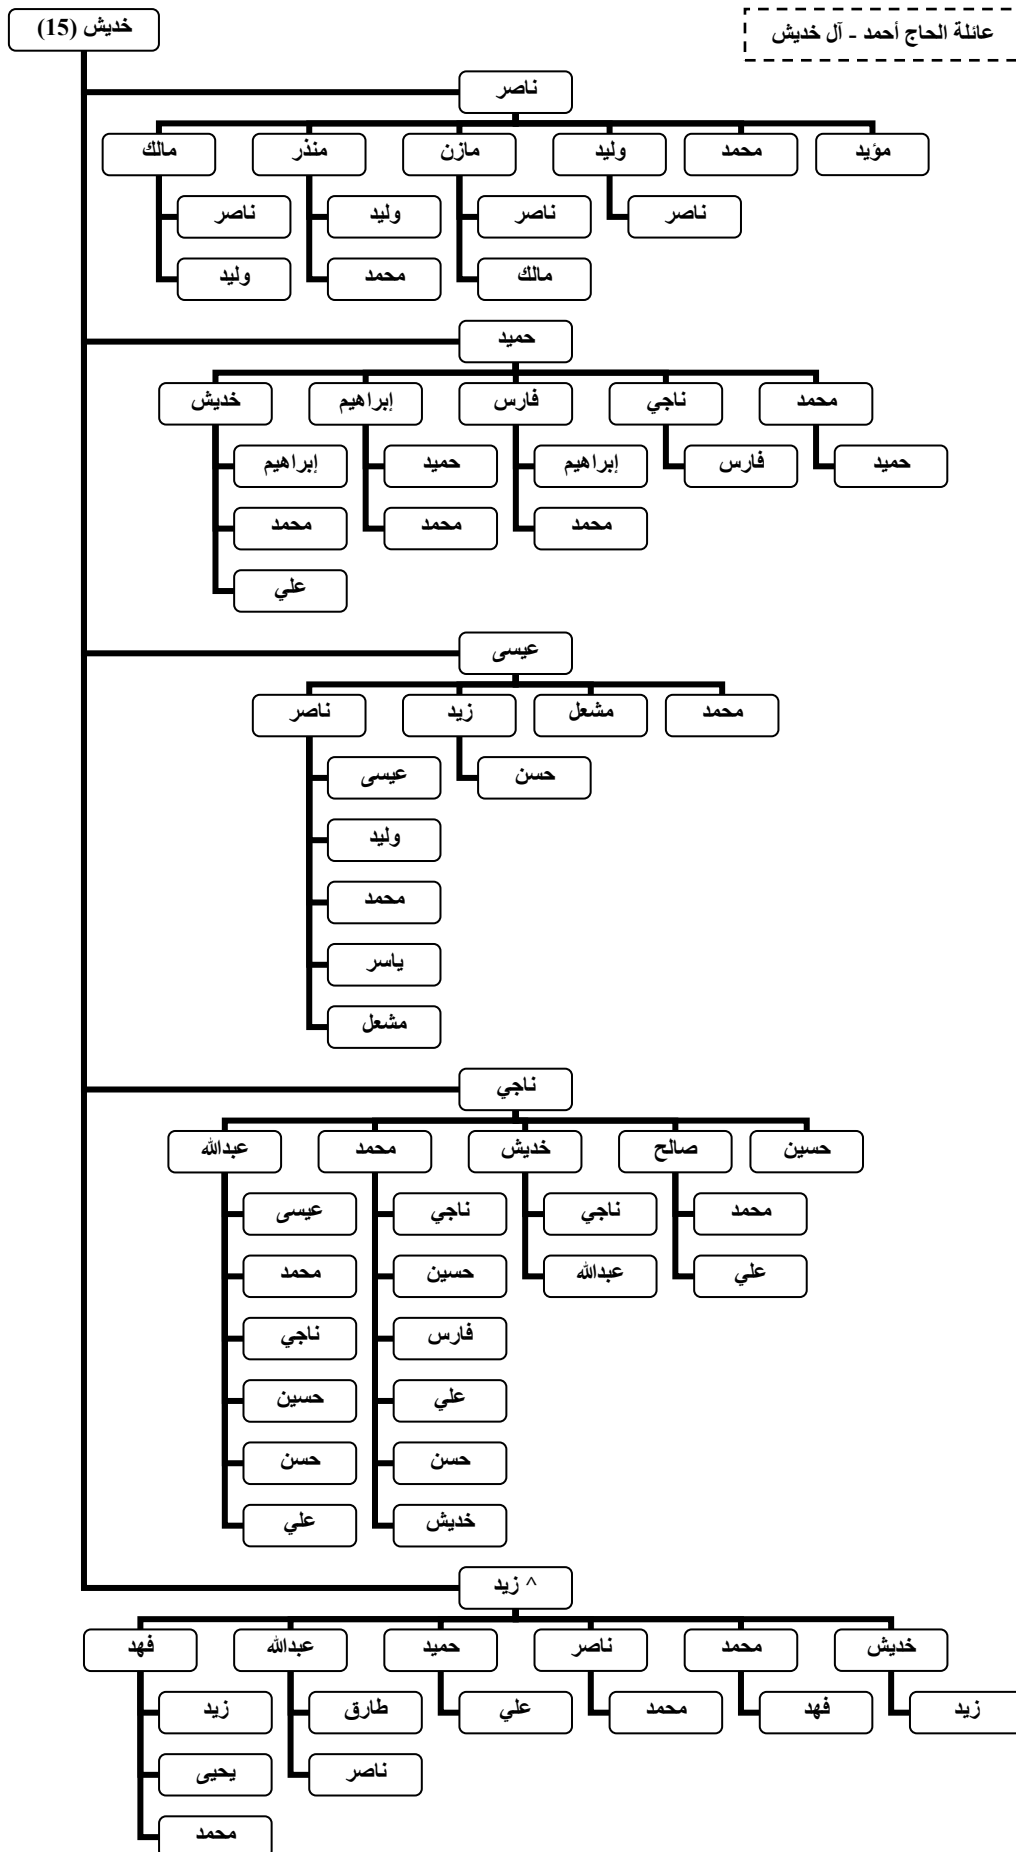 خديش (15)
عائلة الحاج أحمد - آل خديش
ناصر
مؤيد
محمد
وليد
مازن
منذر
مالك
ناصر
ناصر
وليد
ناصر
مالك
محمد
وليد
حميد
محمد
ناجي
فارس
إبراهيم
خديش
حميد
فارس
إبراهيم
حميد
إبراهيم
محمد
محمد
محمد
علي
عيسى
محمد
مشعل
زيد
ناصر
حسن
عيسى
وليد
محمد
ياسر
مشعل
ناجي
حسين
صالح
خديش
محمد
عبدالله
محمد
ناجي
ناجي
عيسى
علي
عبدالله
حسين
محمد
فارس
ناجي
علي
حسين
حسن
حسن
خديش
علي
زيد ^
خديش
محمد
ناصر
حميد
عبدالله
فهد
زيد
فهد
محمد
علي
طارق
زيد
ناصر
يحيى
محمد